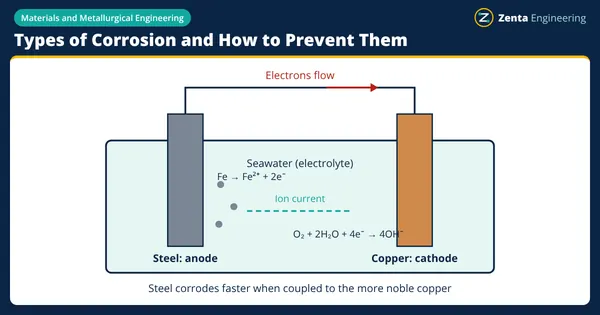 Materials and Metallurgical Engineering
Zenta Engineering
Types of Corrosion and How to Prevent Them
Electrons flow
Seawater (electrolyte)
Fe → Fe²⁺ + 2e⁻
Ion current
O₂ + 2H₂O + 4e⁻ → 4OH⁻
Steel: anode
Copper: cathode
Steel corrodes faster when coupled to the more noble copper